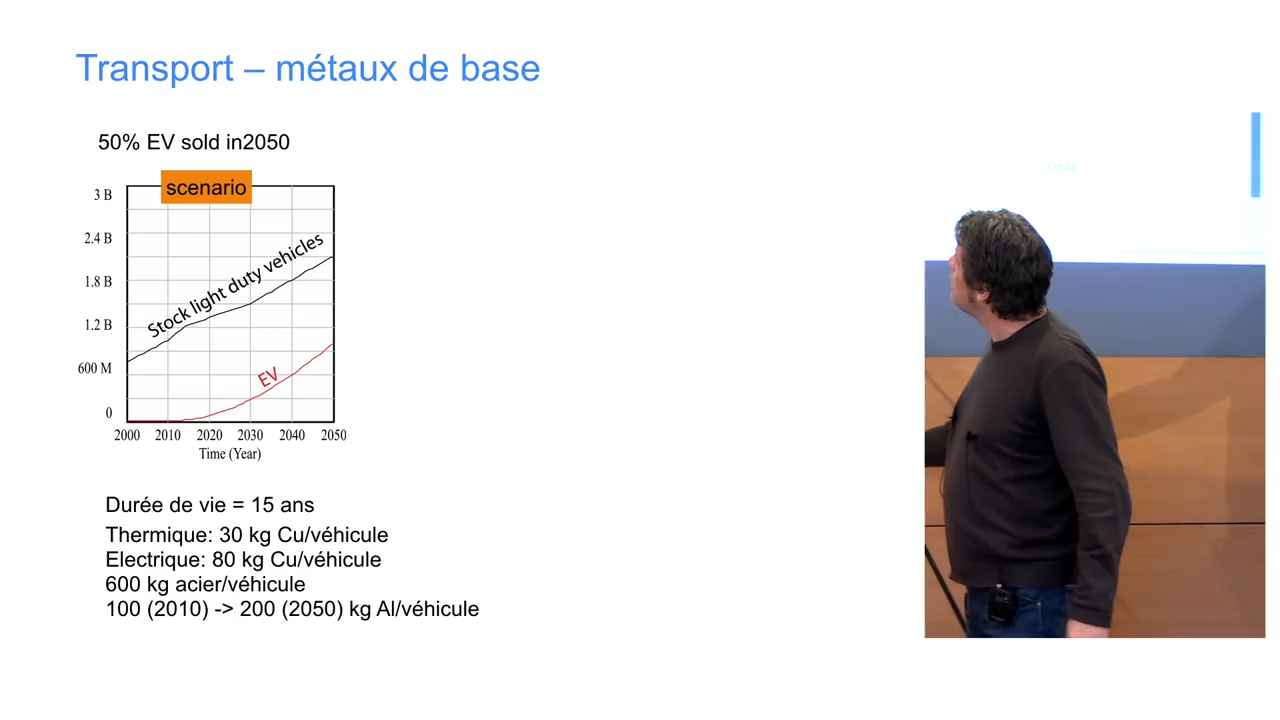 Transport – métaux de base
50% EV sold in2050
scenario
3 B
2.4 B
1.8 B
1.2 B
600 M
0
Stock light duty vehicles
EV
2000 2010 2020 2030 2040 2050
Time (Year)
Durée de vie = 15 ans
Thermique: 30 kg Cu/véhicule
Electrique: 80 kg Cu/véhicule
600 kg acier/véhicule
100 (2010) -> 200 (2050) kg Al/véhicule